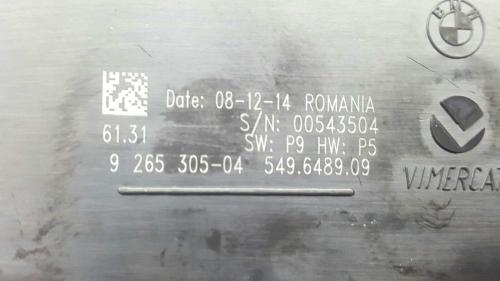 BMW
Date: 08-12-14 ROMANIA
S/N: 00543504
61.31 SW: P9 HW: P5
9 265 305-04 549.6489.09
VIMERCAT